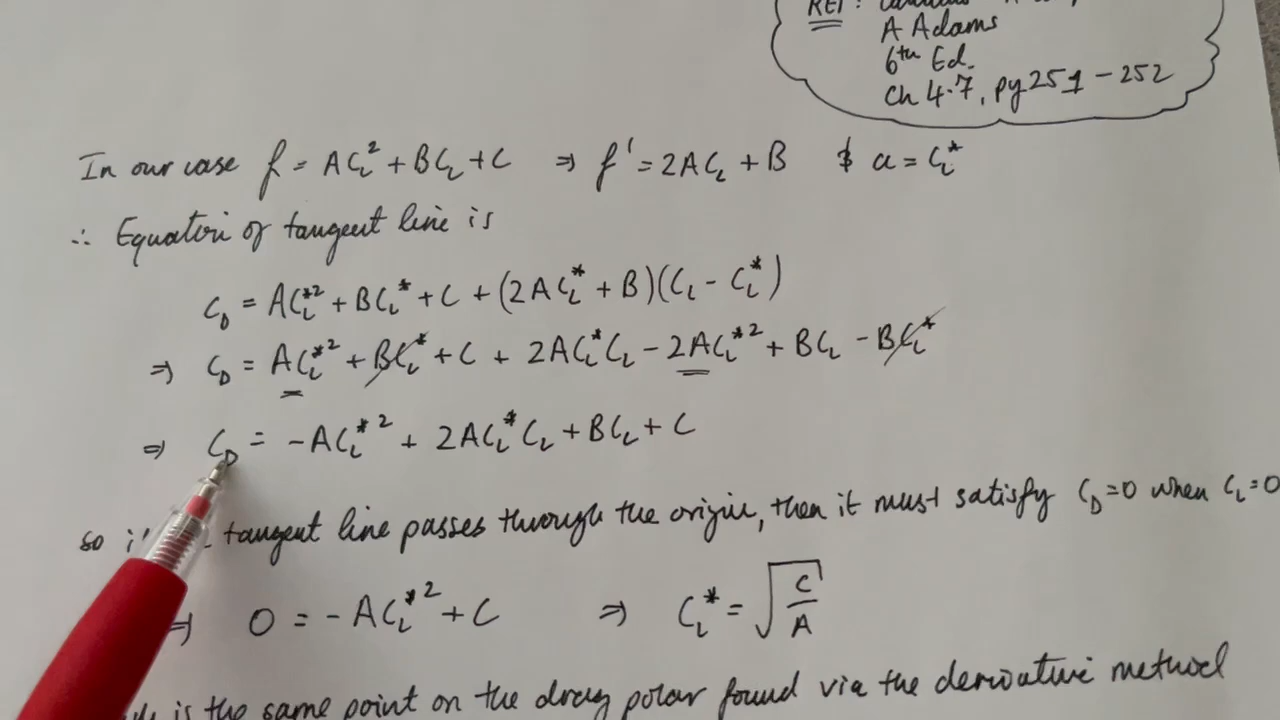 REF:
A Adams
6th Ed.
Ch 4.7, pg 251 - 252
In our case f = AC_L^2 + BC_L + C ⇒ f' = 2AC_L + B & a = C_L^*
∴ Equation of tangent line is
C_D = AC_L^{*2} + BC_L^* + C + (2AC_L^* + B)(C_L - C_L^*)
⇒ C_D = AC_L^{*2} + BC_L^* + C + 2AC_L^*C_L - 2AC_L^{*2} + BC_L - BC_L^*
⇒ C_D = -AC_L^{*2} + 2AC_L^*C_L + BC_L + C
so tangent line passes through the origin, then it must satisfy C_D=0 when C_L=0
⇒ 0 = -AC_L^{*2} + C ⇒ C_L^* = √(C/A)
is the same point on the drag polar found via the derivative method